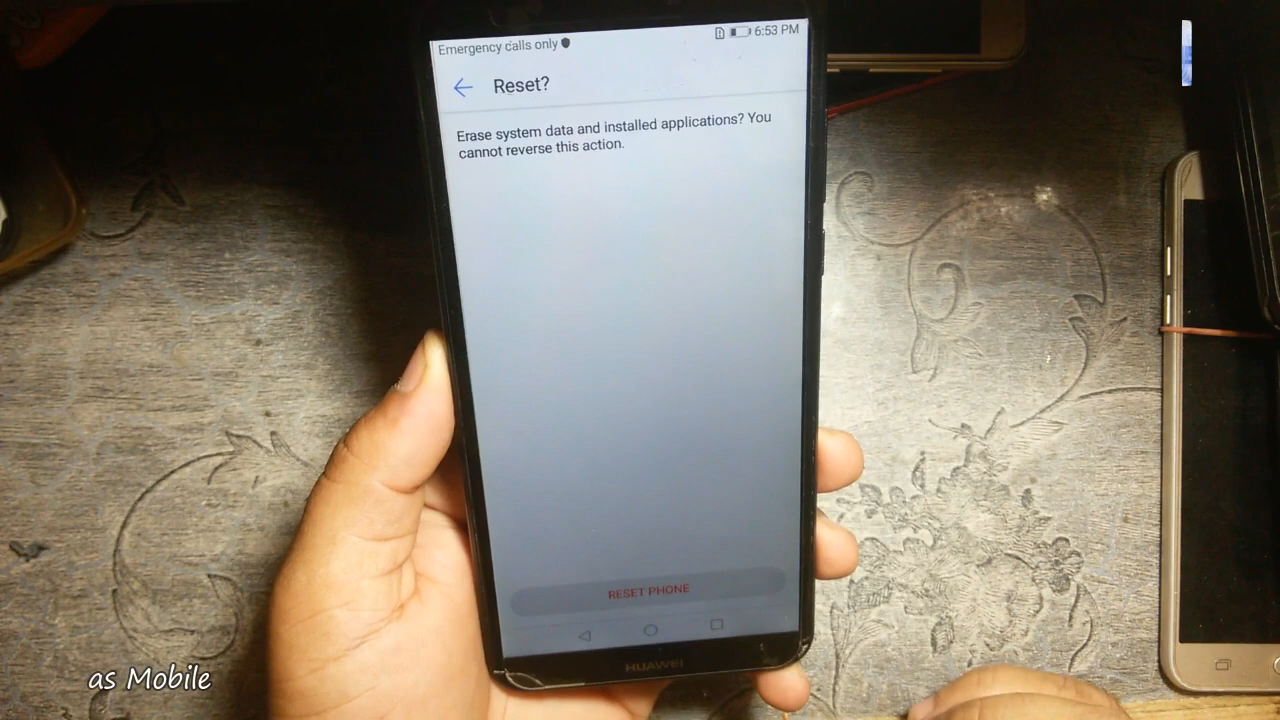 Emergency calls only
6:53 PM
Reset?
Erase system data and installed applications? You
cannot reverse this action.
RESET PHONE
HUAWEI
as Mobile